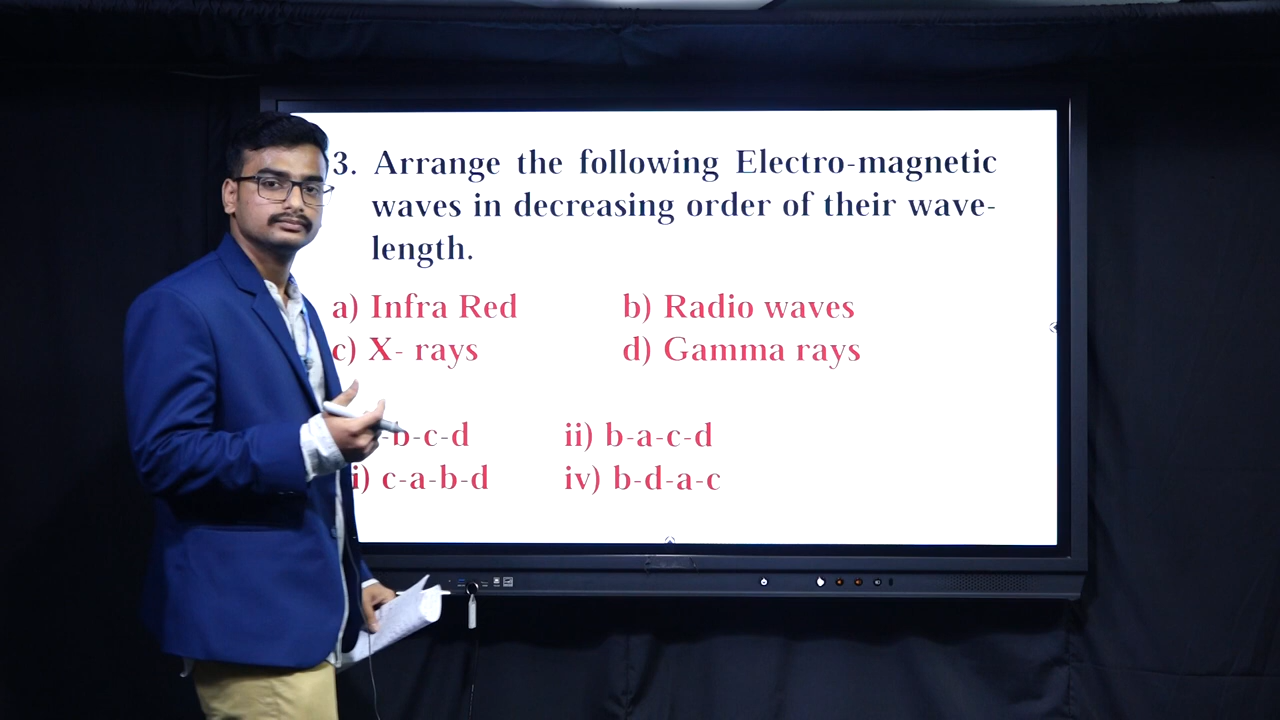 3. Arrange the following Electro-magnetic
waves in decreasing order of their wave-
length.
a) Infra Red b) Radio waves
c) X- rays d) Gamma rays
-b-c-d ii) b-a-c-d
i) c-a-b-d iv) b-d-a-c